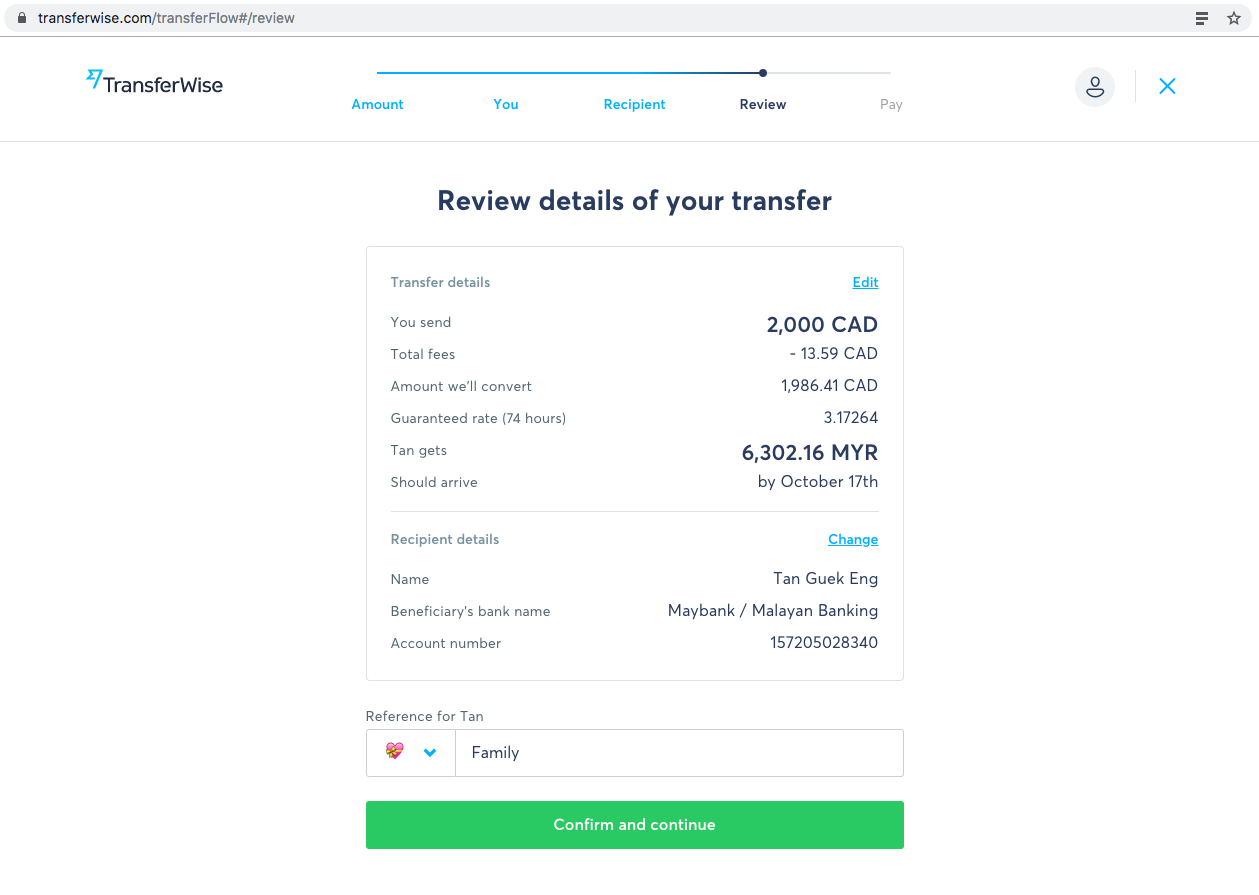 transferwise.com/transferFlow#/review
TransferWise
Amount You Recipient Review Pay
Review details of your transfer
Transfer details Edit
You send 2,000 CAD
Total fees - 13.59 CAD
Amount we'll convert 1,986.41 CAD
Guaranteed rate (74 hours) 3.17264
Tan gets 6,302.16 MYR
Should arrive by October 17th
Recipient details Change
Name Tan Guek Eng
Beneficiary's bank name Maybank / Malayan Banking
Account number 157205028340
Reference for Tan
Family
Confirm and continue